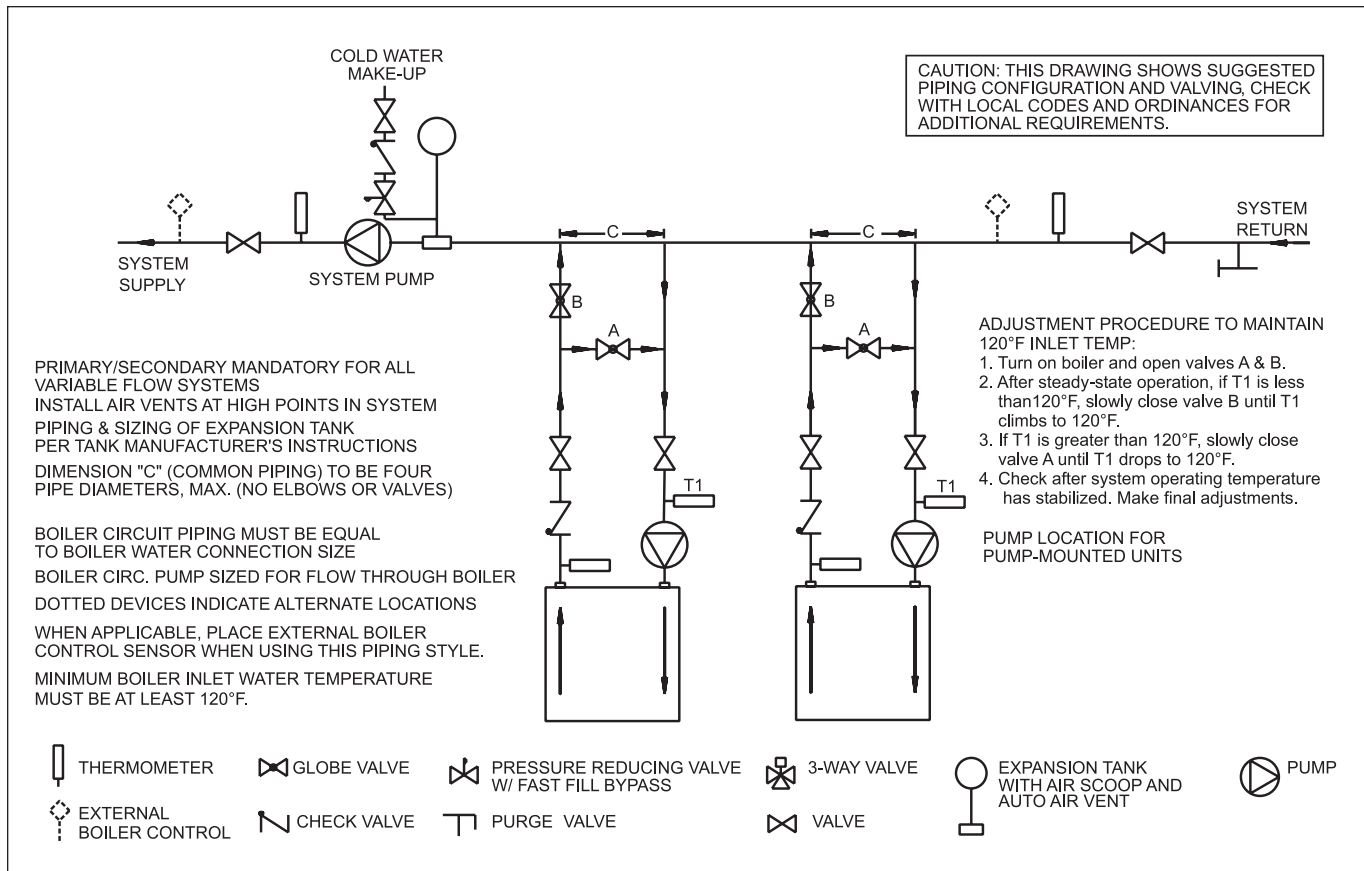 COLD WATER
MAKE-UP
CAUTION: THIS DRAWING SHOWS SUGGESTED
PIPING CONFIGURATION AND VALVING, CHECK
WITH LOCAL CODES AND ORDINANCES FOR
ADDITIONAL REQUIREMENTS.
SYSTEM
SUPPLY
SYSTEM PUMP
C
C
SYSTEM
RETURN
B
A
B
A
T1
T1
PRIMARY/SECONDARY MANDATORY FOR ALL
VARIABLE FLOW SYSTEMS
INSTALL AIR VENTS AT HIGH POINTS IN SYSTEM
PIPING & SIZING OF EXPANSION TANK
PER TANK MANUFACTURER'S INSTRUCTIONS
DIMENSION "C" (COMMON PIPING) TO BE FOUR
PIPE DIAMETERS, MAX. (NO ELBOWS OR VALVES)
BOILER CIRCUIT PIPING MUST BE EQUAL
TO BOILER WATER CONNECTION SIZE
BOILER CIRC. PUMP SIZED FOR FLOW THROUGH BOILER
DOTTED DEVICES INDICATE ALTERNATE LOCATIONS
WHEN APPLICABLE, PLACE EXTERNAL BOILER
CONTROL SENSOR WHEN USING THIS PIPING STYLE.
MINIMUM BOILER INLET WATER TEMPERATURE
MUST BE AT LEAST 120°F.
ADJUSTMENT PROCEDURE TO MAINTAIN
120°F INLET TEMP:
1. Turn on boiler and open valves A & B.
2. After steady-state operation, if T1 is less
than120°F, slowly close valve B until T1
climbs to 120°F.
3. If T1 is greater than 120°F, slowly close
valve A until T1 drops to 120°F.
4. Check after system operating temperature
has stabilized. Make final adjustments.
PUMP LOCATION FOR
PUMP-MOUNTED UNITS
THERMOMETER
GLOBE VALVE
PRESSURE REDUCING VALVE
W/ FAST FILL BYPASS
3-WAY VALVE
EXPANSION TANK
WITH AIR SCOOP AND
AUTO AIR VENT
PUMP
EXTERNAL
BOILER CONTROL
CHECK VALVE
PURGE VALVE
VALVE